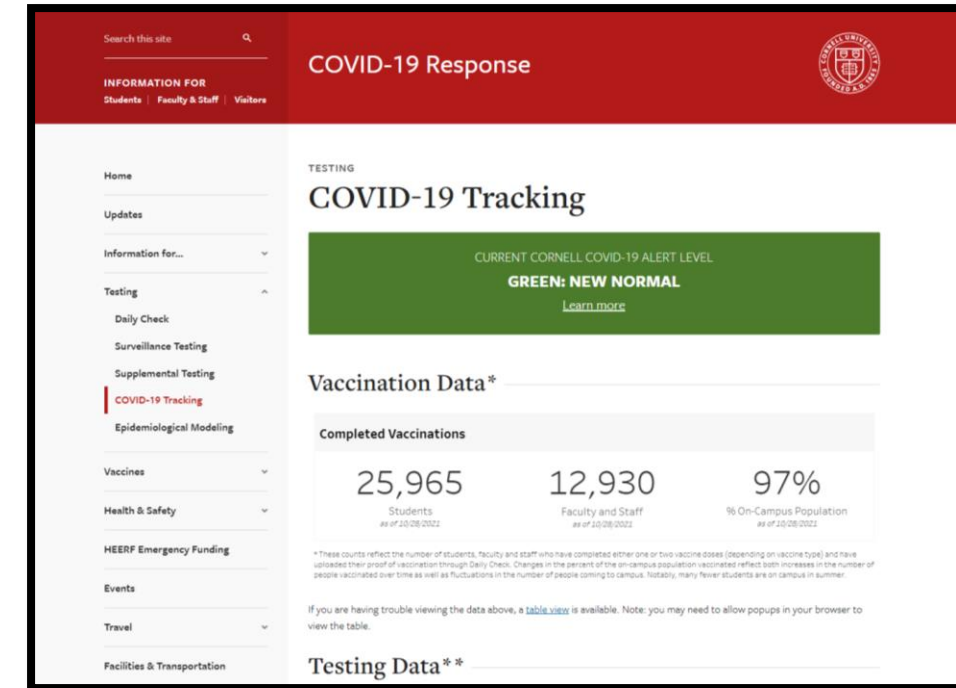 Search this site
INFORMATION FOR
Students | Faculty & Staff | Visitors
COVID-19 Response
CORNELL UNIVERSITY
FOUNDED A.D. 1865
Home
Updates
Information for...
Testing
Daily Check
Surveillance Testing
Supplemental Testing
COVID-19 Tracking
Epidemiological Modeling
Vaccines
Health & Safety
HEERF Emergency Funding
Events
Travel
Facilities & Transportation
TESTING
COVID-19 Tracking
CURRENT CORNELL COVID-19 ALERT LEVEL
GREEN: NEW NORMAL
Learn more
Vaccination Data*
Completed Vaccinations
25,965
Students
as of 10/28/2021
12,930
Faculty and Staff
as of 10/28/2021
97%
% On-Campus Population
as of 10/28/2021
* These counts reflect the number of students, faculty and staff who have completed either one or two vaccine doses (depending on vaccine type) and have
uploaded their proof of vaccination through Daily Check. Changes in the percent of the on-campus population vaccinated reflect both increases in the number of
people vaccinated over time as well as fluctuations in the number of people coming to campus. Notably, many fewer students are on campus in summer.
If you are having trouble viewing the data above, a table view is available. Note: you may need to allow popups in your browser to
view the table.
Testing Data**